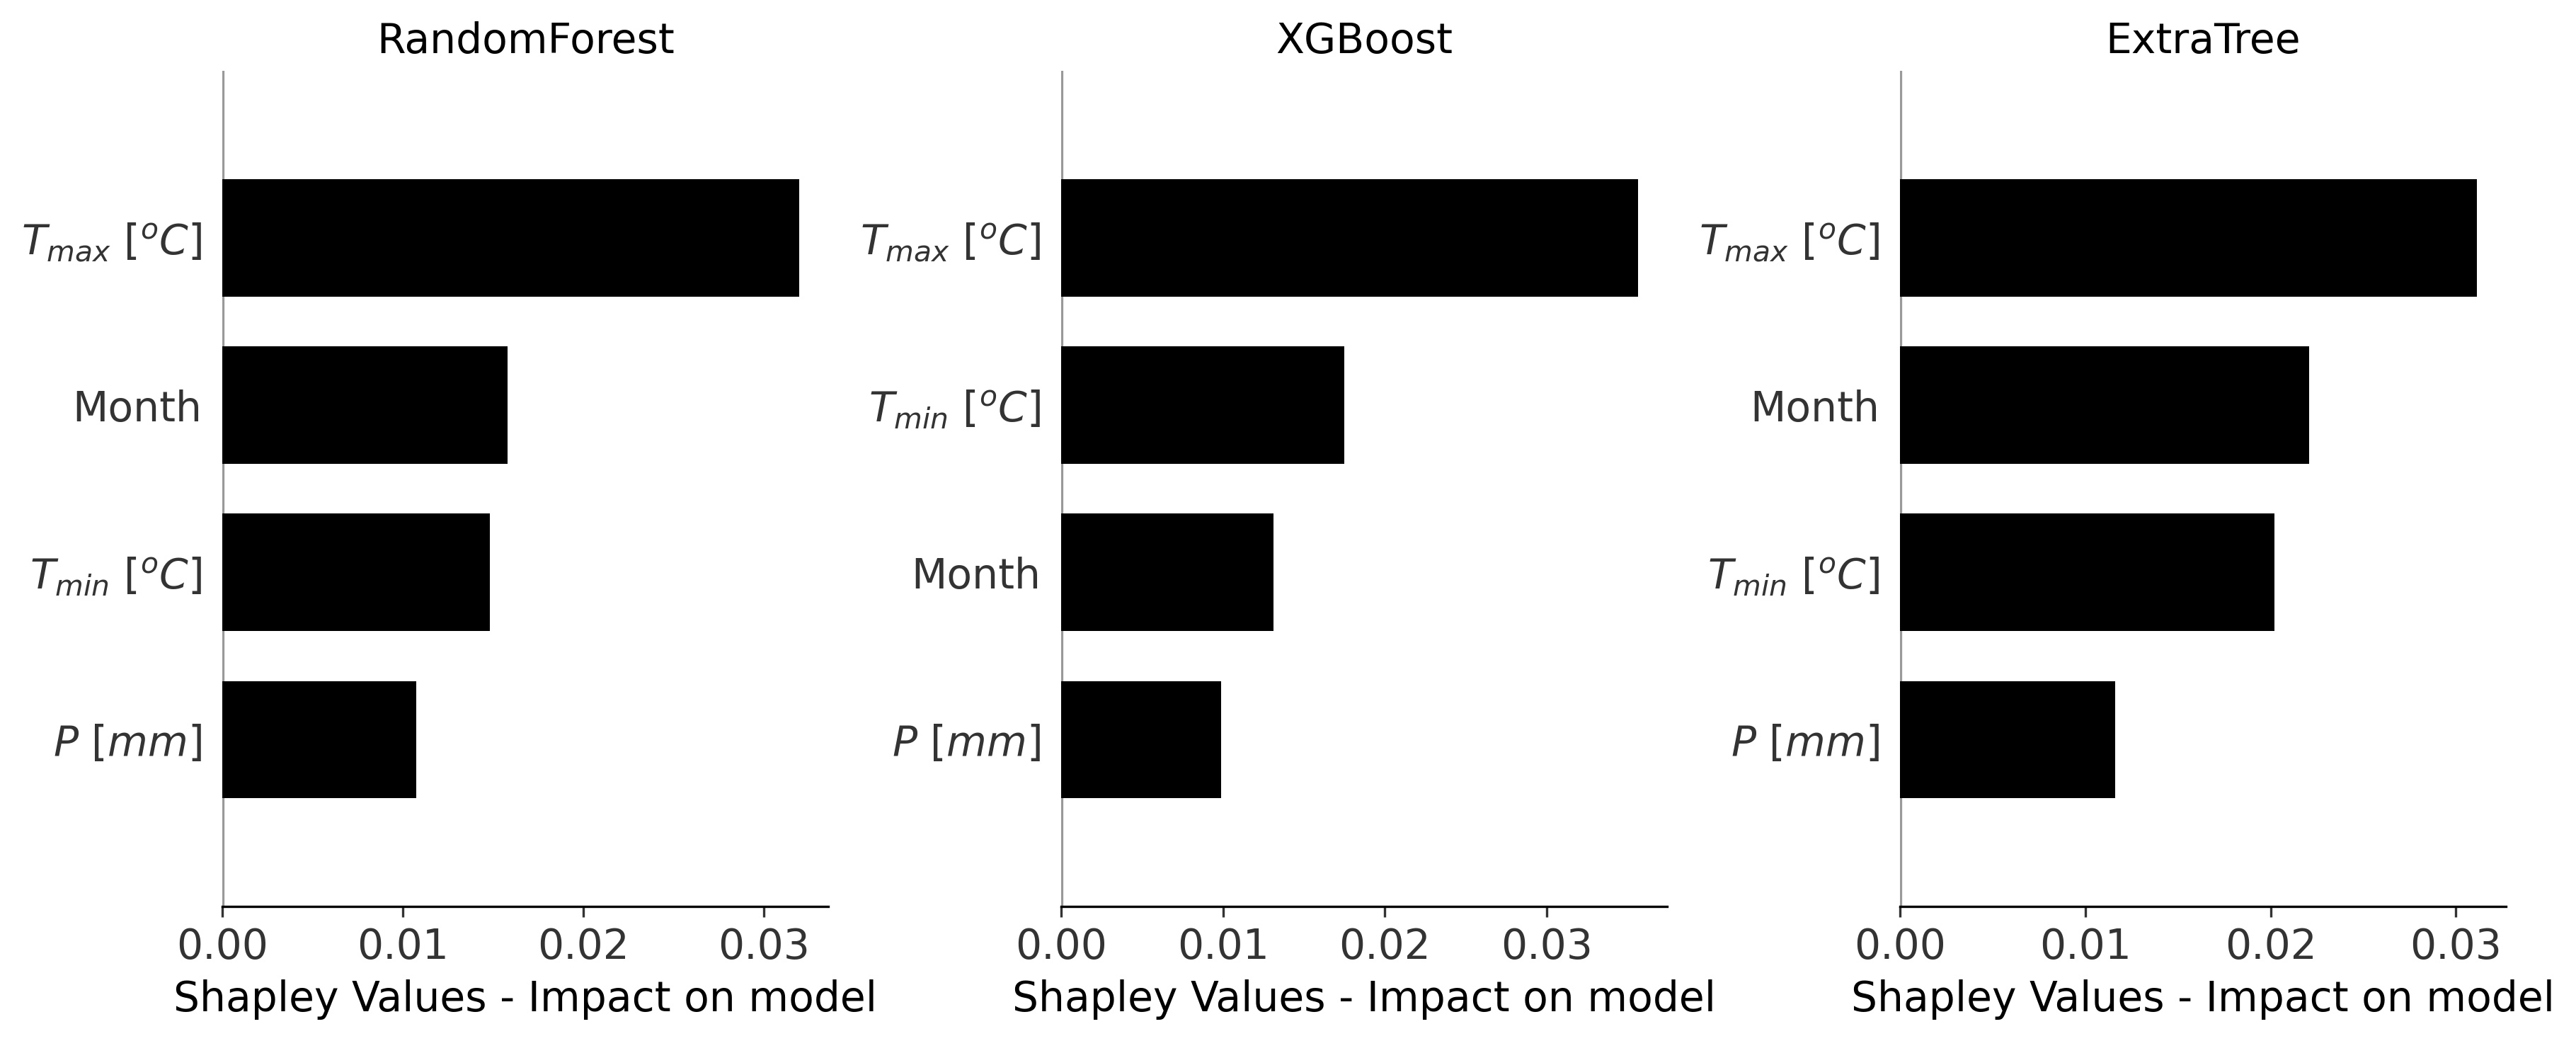 RandomForest
T_max [°C]
Month
T_min [°C]
P [mm]
0.00 0.01 0.02 0.03
Shapley Values - Impact on model
XGBoost
T_max [°C]
T_min [°C]
Month
P [mm]
0.00 0.01 0.02 0.03
Shapley Values - Impact on model
ExtraTree
T_max [°C]
Month
T_min [°C]
P [mm]
0.00 0.01 0.02 0.03
Shapley Values - Impact on model